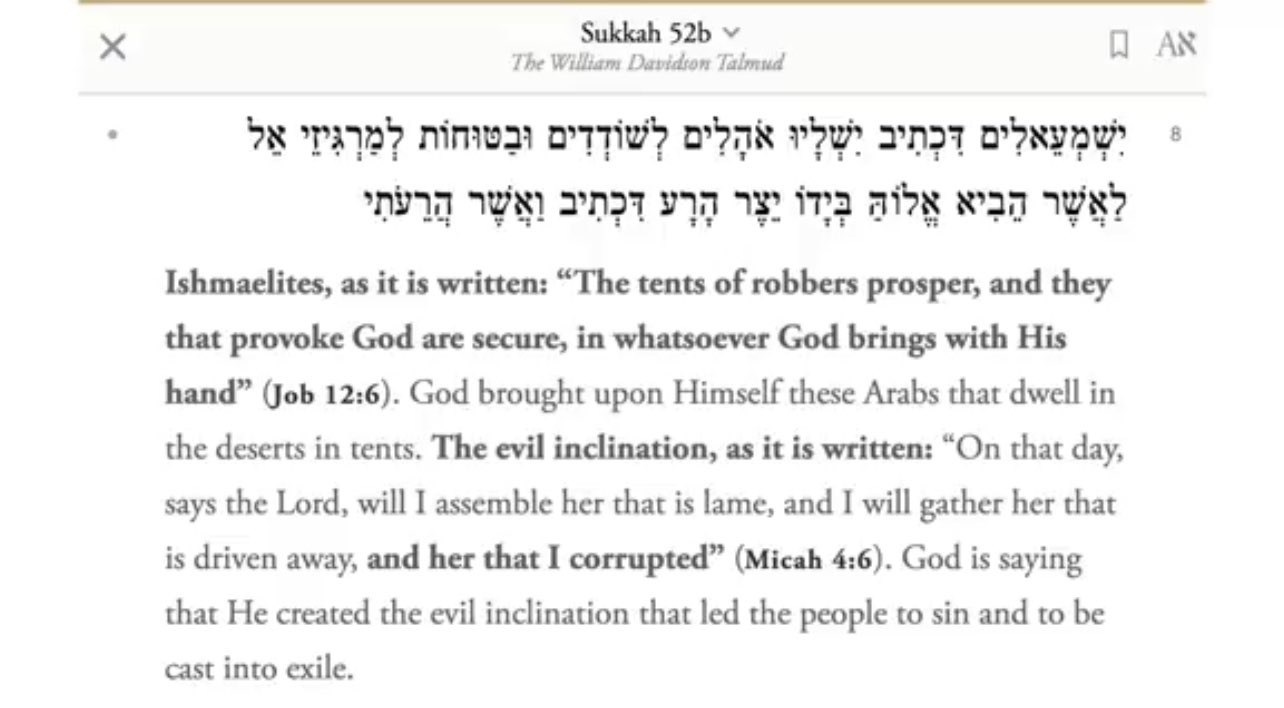 Sukkah 52b
The William Davidson Talmud
Aא
8
יִשְׁמְעֵאלִים דִּכְתִיב יִשְׁלָיוּ אֹהָלִים לְשׁוֹדְדִים וּבַטּוּחוֹת לְמַרְגִּיזֵי אֵל
לַאֲשֶׁר הֵבִיא אֱלוֹהַּ בְּיָדוֹ יֵצֶר הָרָע דִּכְתִיב וַאֲשֶׁר הֲרֵעֹתִי
Ishmaelites, as it is written: “The tents of robbers prosper, and they
that provoke God are secure, in whatsoever God brings with His
hand” (Job 12:6). God brought upon Himself these Arabs that dwell in
the deserts in tents. The evil inclination, as it is written: “On that day,
says the Lord, will I assemble her that is lame, and I will gather her that
is driven away, and her that I corrupted” (Micah 4:6). God is saying
that He created the evil inclination that led the people to sin and to be
cast into exile.